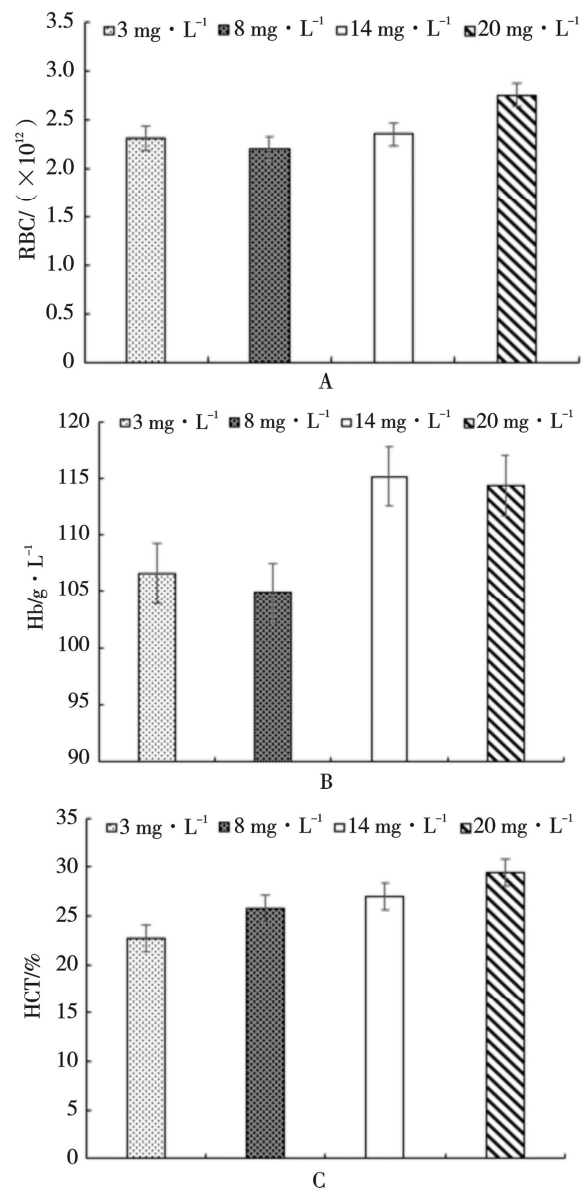 3.5
3 mg · L⁻¹ 8 mg · L⁻¹ 14 mg · L⁻¹ 20 mg · L⁻¹
3.0
2.5
2.0
1.5
1.0
0.5
0
RBC/（×10¹²）
A
120
3 mg · L⁻¹ 8 mg · L⁻¹ 14 mg · L⁻¹ 20 mg · L⁻¹
115
110
105
100
95
90
Hb/g · L⁻¹
B
35
3 mg · L⁻¹ 8 mg · L⁻¹ 14 mg · L⁻¹ 20 mg · L⁻¹
30
25
20
15
10
5
0
HCT/%
C